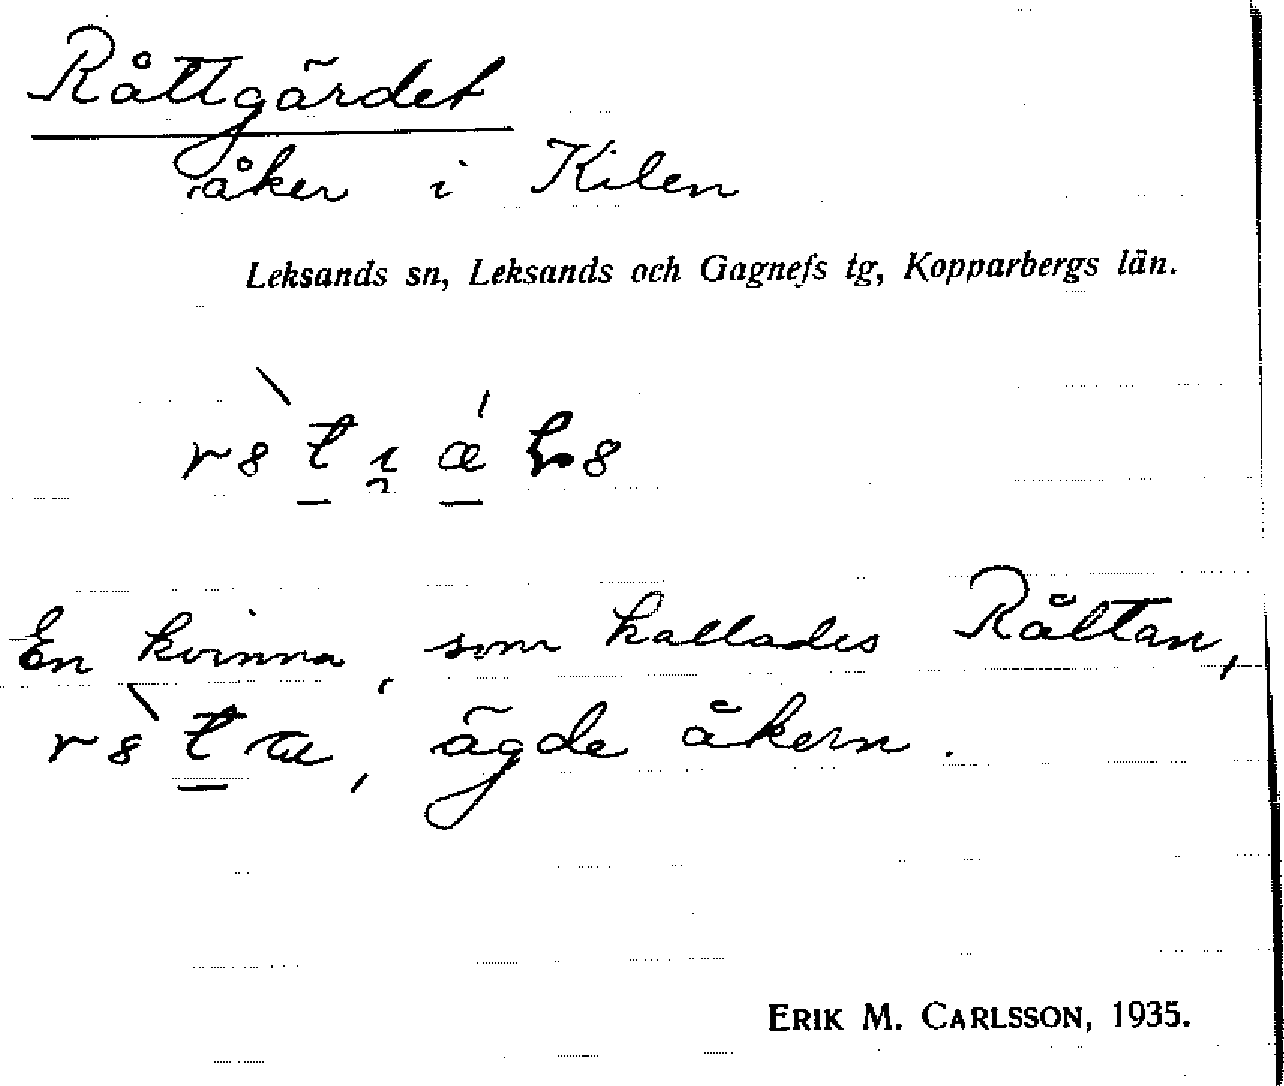 Råttgärdet
åker i Kilen
Leksands sn, Leksands och Gagnefs tg, Kopparbergs län.
En kvinna, som kallades Råttan,
ägde åkern.
ERIK M. CARLSSON, 1935.